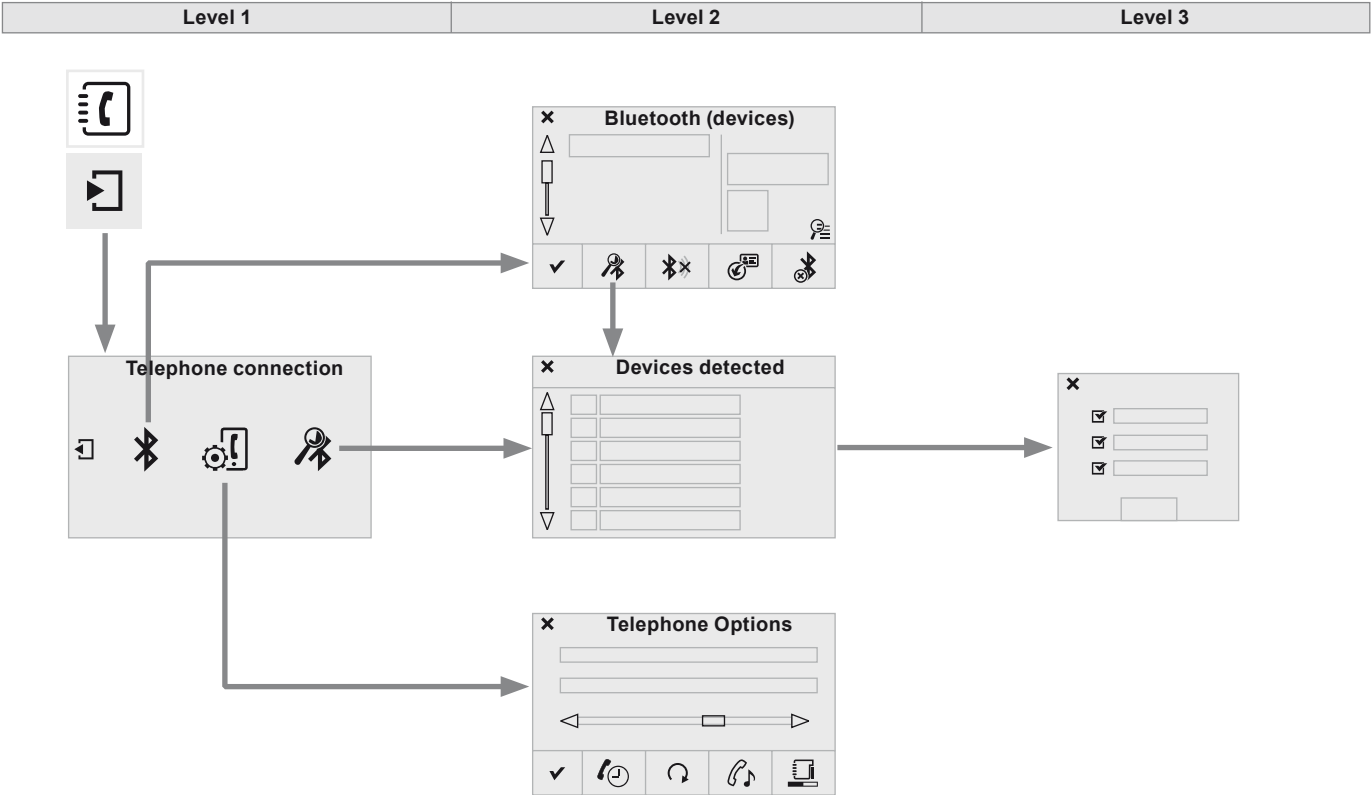 Level 1
Level 2
Level 3
Bluetooth (devices)
Telephone connection
Devices detected
Telephone Options